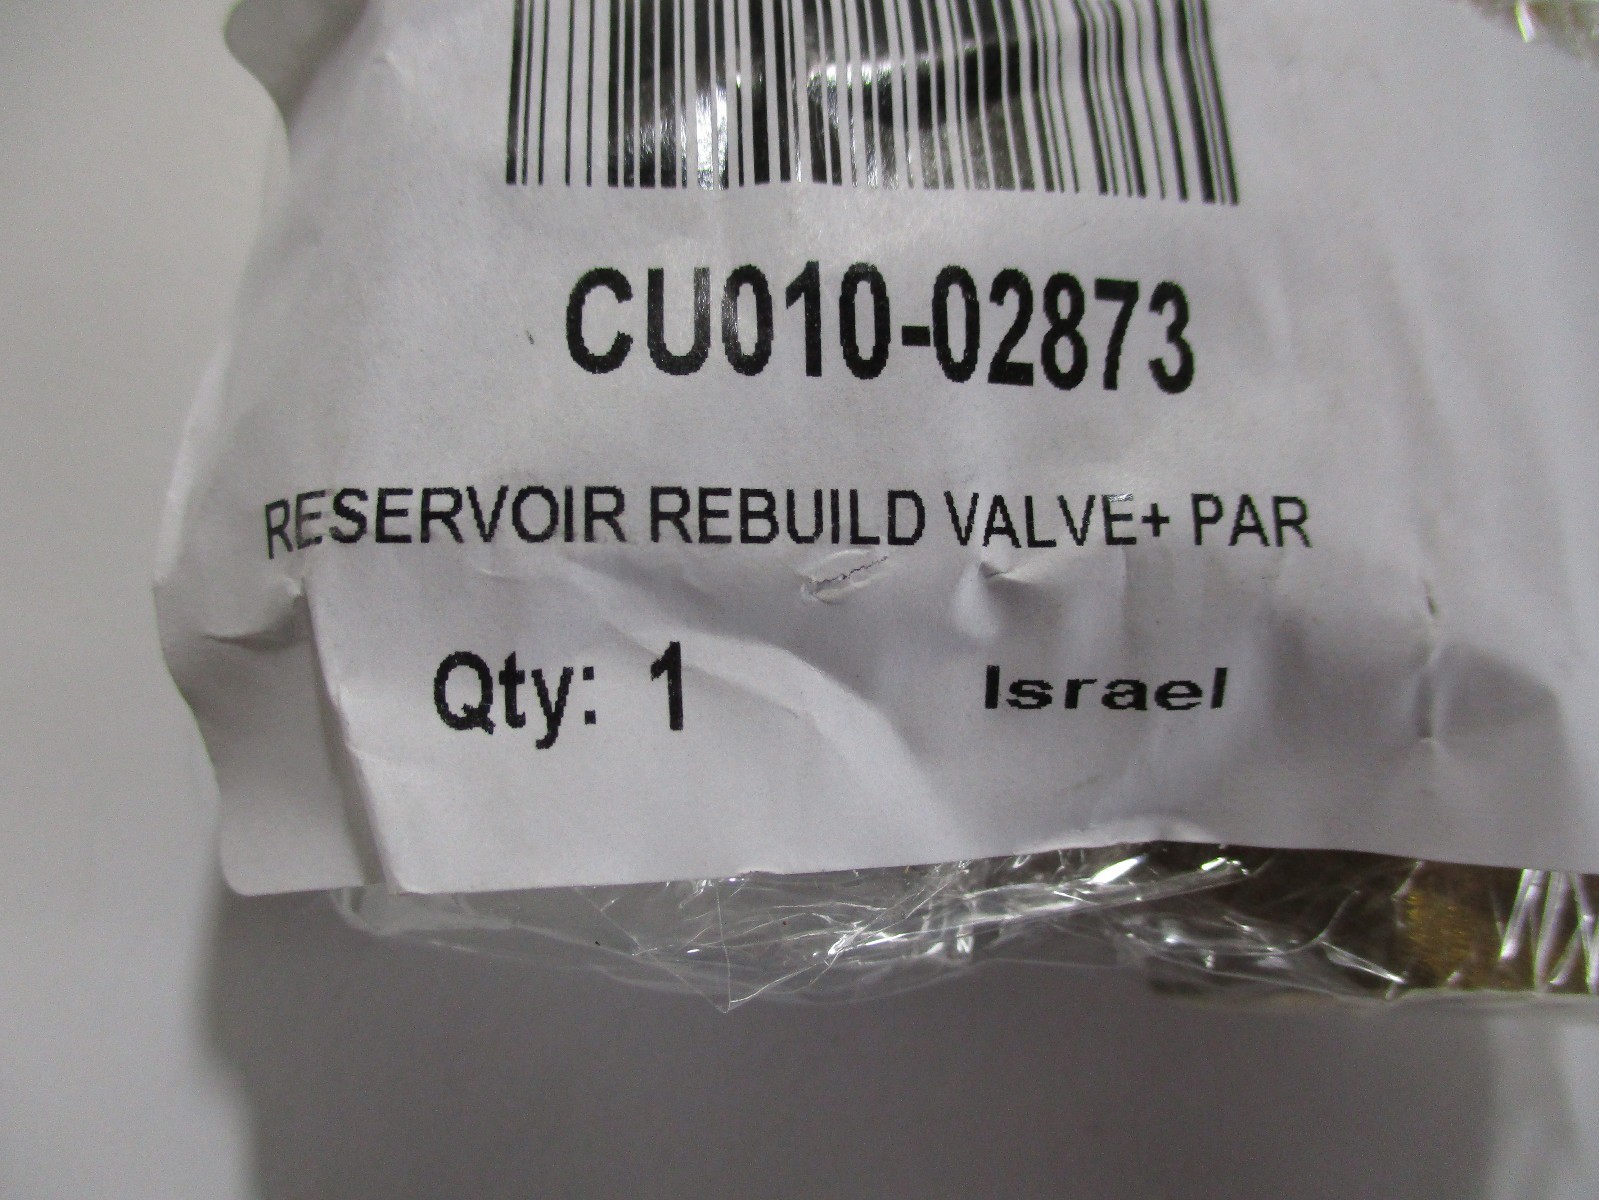 CU010-02873
RESERVOIR REBUILD VALVE+ PAR
Qty: 1 Israel